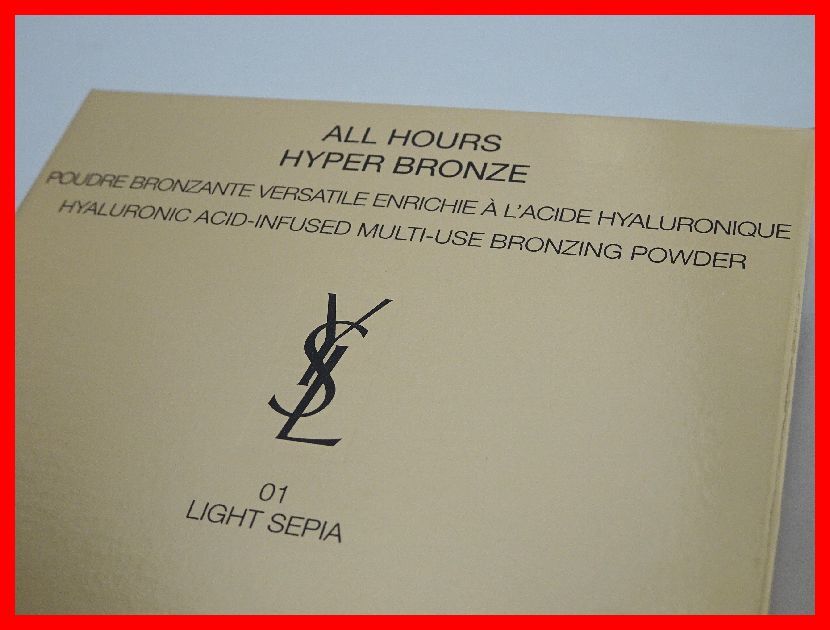 ALL HOURS
HYPER BRONZE
POUDRE BRONZANTE VERSATILE ENRICHIE À L'ACIDE HYALURONIQUE
HYALURONIC ACID-INFUSED MULTI-USE BRONZING POWDER
YSL
01
LIGHT SEPIA